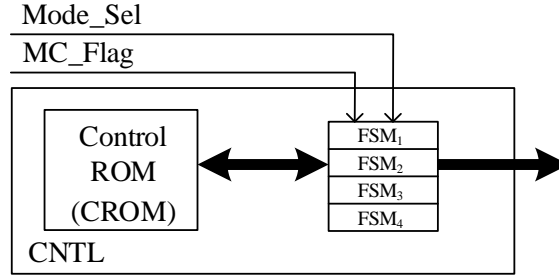 Mode_Sel
MC_Flag
Control
ROM
(CROM)
FSM₁
FSM₂
FSM₃
FSM₄
CNTL